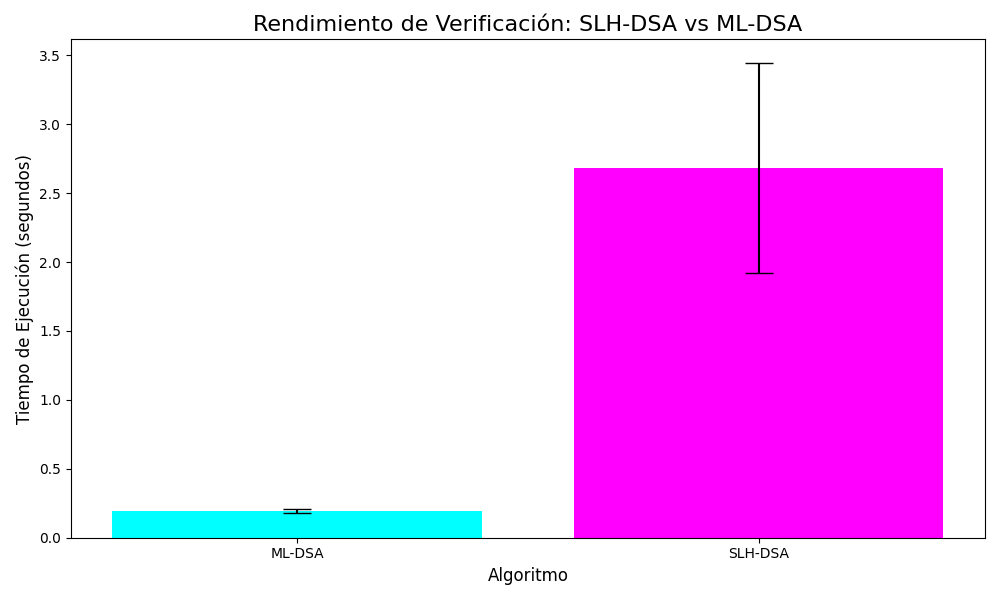 Rendimiento de Verificación: SLH-DSA vs ML-DSA
Tiempo de Ejecución (segundos)
3.5
3.0
2.5
2.0
1.5
1.0
0.5
0.0
ML-DSA
SLH-DSA
Algoritmo